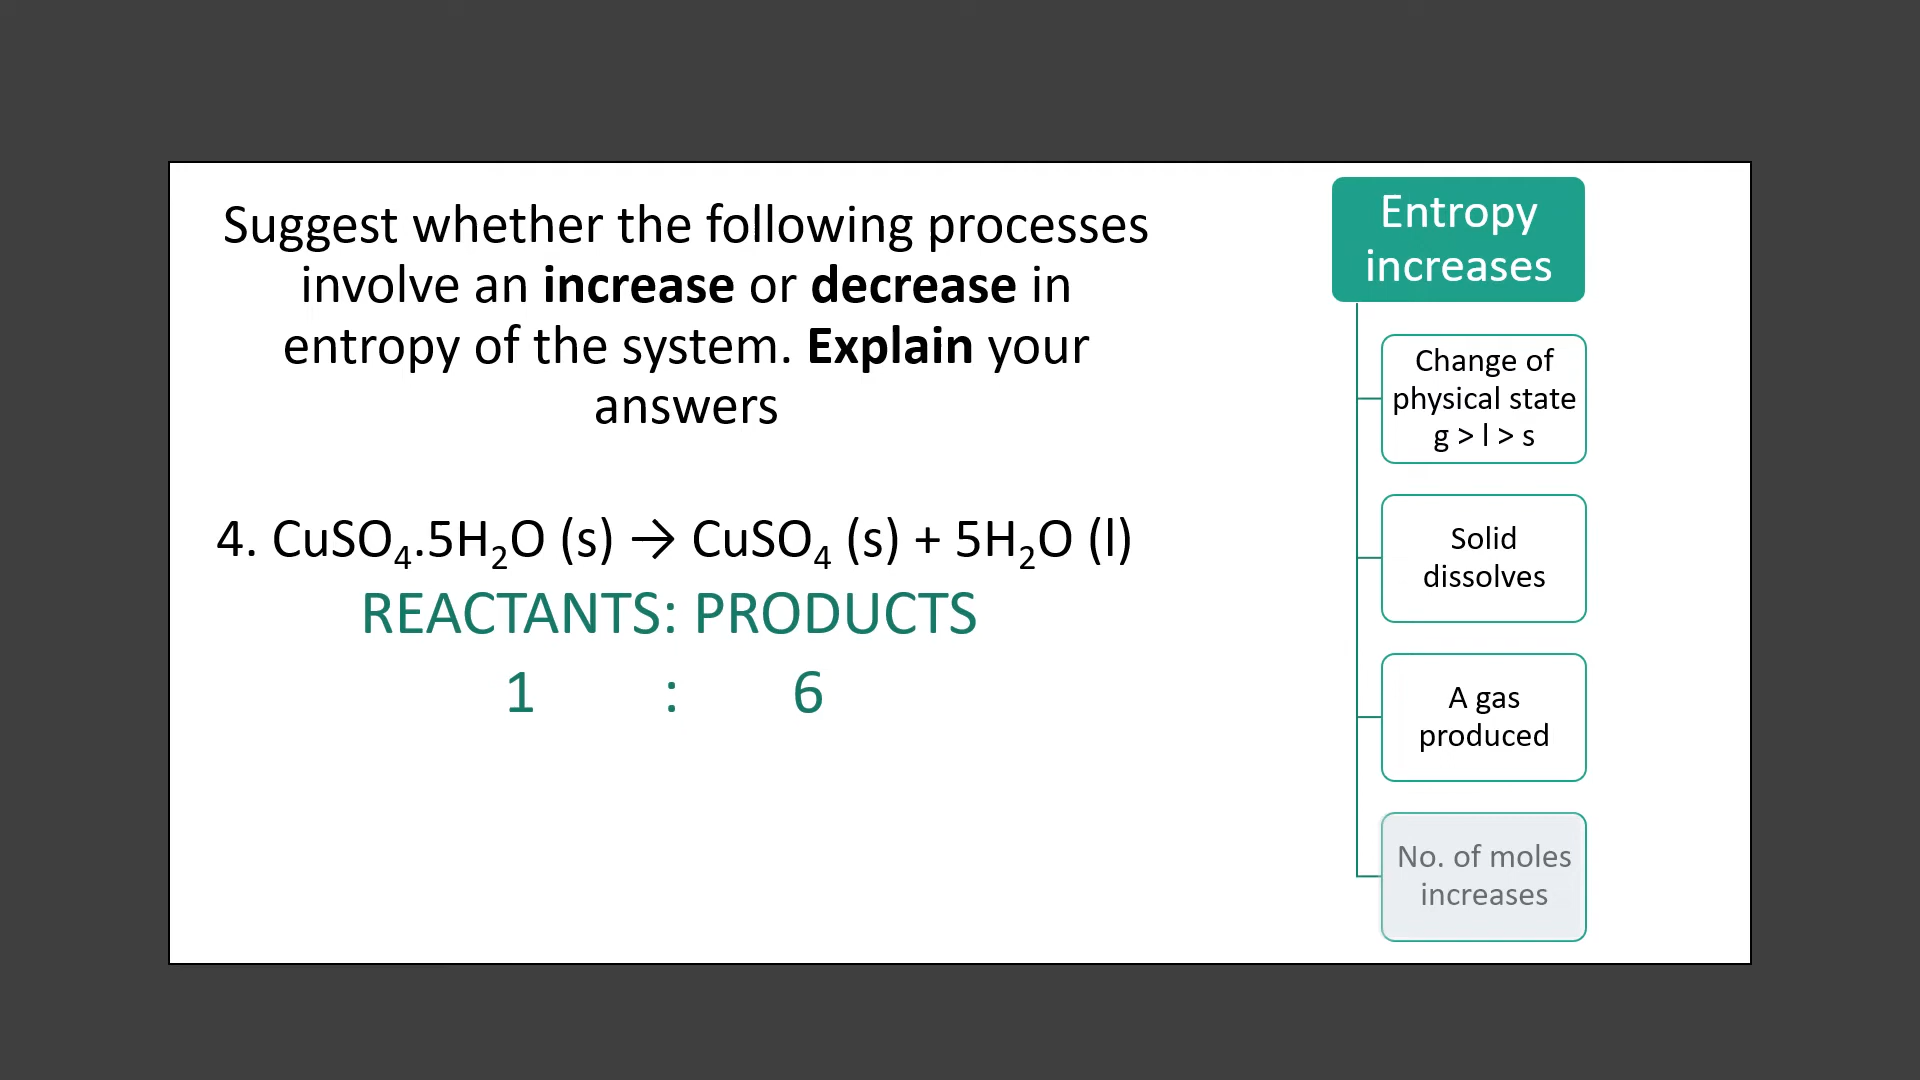 Suggest whether the following processes
involve an increase or decrease in
entropy of the system. Explain your
answers
4. CuSO₄.5H₂O (s) → CuSO₄ (s) + 5H₂O (l)
REACTANTS: PRODUCTS
1 : 6
Entropy
increases
Change of
physical state
g > l > s
Solid
dissolves
A gas
produced
No. of moles
increases